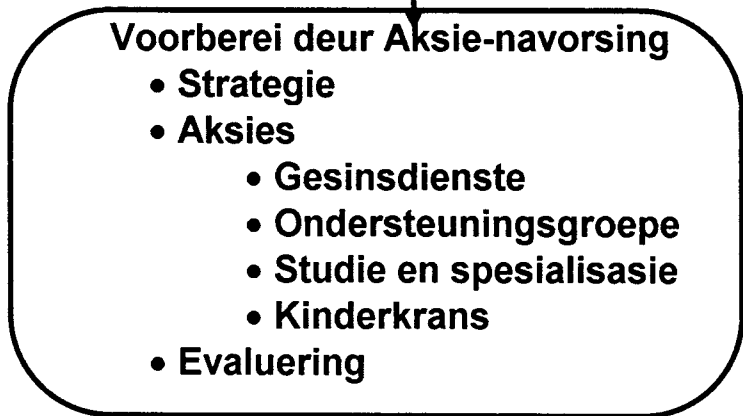 Voorberei deur Aksie-navorsing
• Strategie
• Aksies
• Gesinsdienste
• Ondersteuningsgroepe
• Studie en spesialisasie
• Kinderkrans
• Evaluering